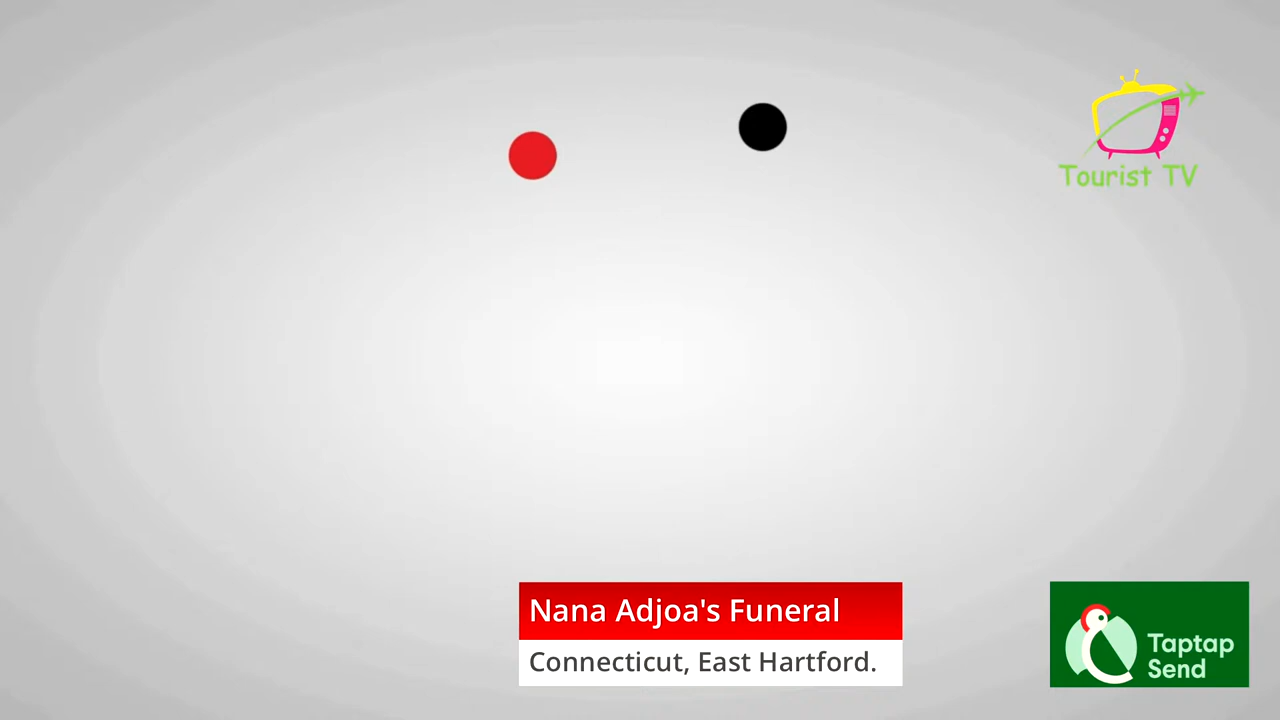 Tourist TV
Nana Adjoa's Funeral
Connecticut, East Hartford.
Taptap
Send